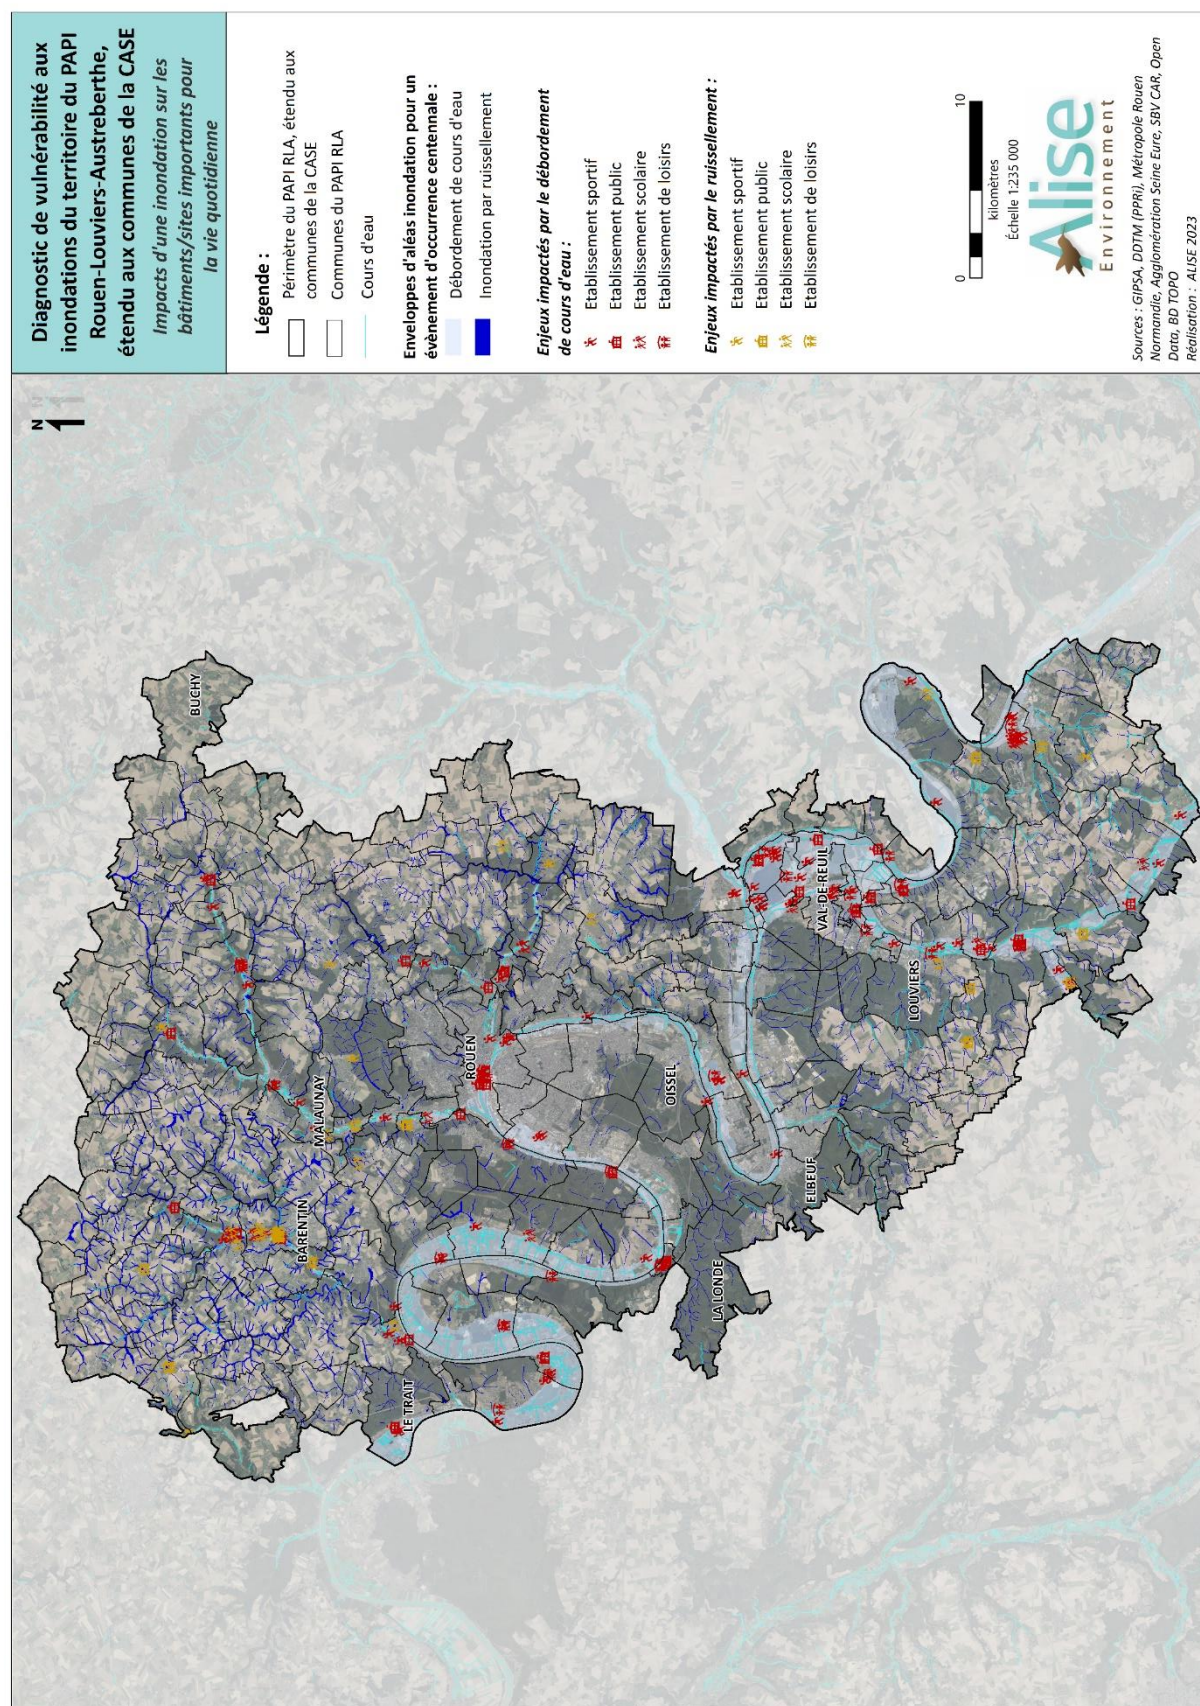 Diagnostic de vulnérabilité aux
inondations du territoire du PAPI
Rouen-Louviers-Austreberthe,
étendu aux communes de la CASE
Impacts d'une inondation sur les
bâtiments/sites importants pour
la vie quotidienne
Légende :
Périmètre du PAPI RLA, étendu aux
communes de la CASE
Communes du PAPI RLA
Cours d'eau
Enveloppes d'aléas inondation pour un
évènement d'occurrence centennale :
Débordement de cours d'eau
Inondation par ruissellement
Enjeux impactés par le débordement
de cours d'eau :
Etablissement sportif
Etablissement public
Etablissement scolaire
Etablissement de loisirs
Enjeux impactés par le ruissellement :
Etablissement sportif
Etablissement public
Etablissement scolaire
Etablissement de loisirs
0 10
kilomètres
Échelle 1:235 000
Alise
Environnement
Sources : GIPSA, DDTM (PPRi), Métropole Rouen
Normandie, Agglomération Seine Eure, SBV CAR, Open
Data, BD TOPO
Réalisation : ALISE 2023
N
BUCHY
MALAUNAY
BARENTIN
ROUEN
LE TRAIT
OISSEL
LA LONDE
ELBEUF
VAL-DE-REUIL
LOUVIERS